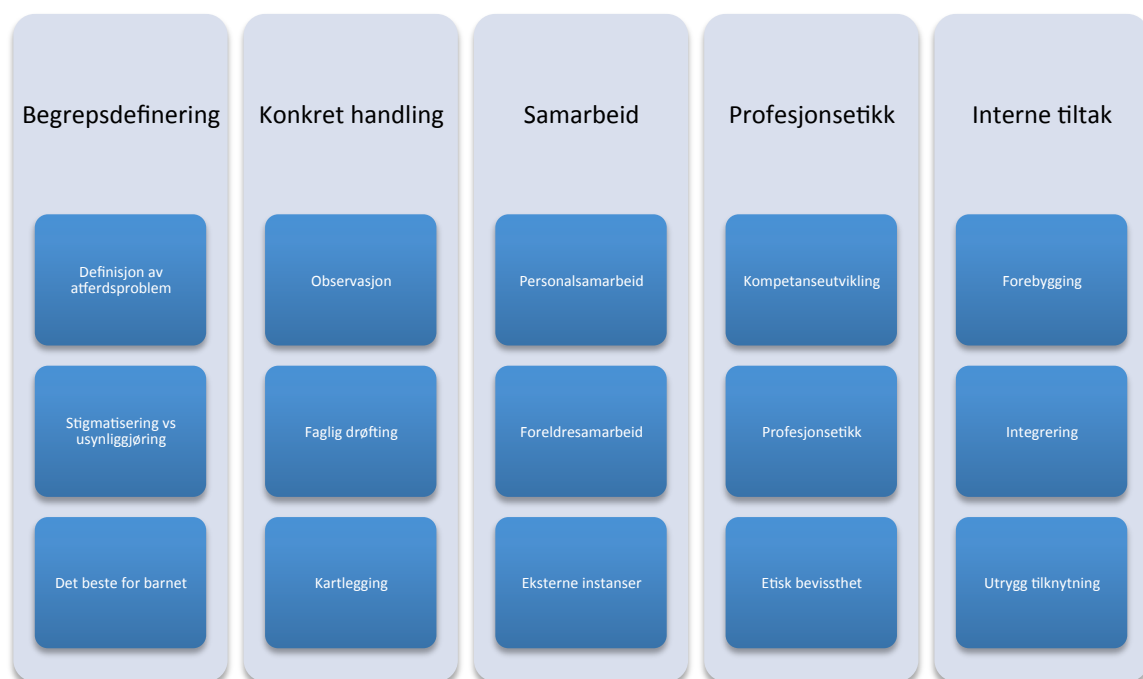 Begrepsdefinering
Definisjon av
atferdsproblem
Stigmatisering vs
usynliggjøring
Det beste for barnet
Konkret handling
Observasjon
Faglig drøfting
Kartlegging
Samarbeid
Personalsamarbeid
Foreldresamarbeid
Eksterne instanser
Profesjonsetikk
Kompetanseutvikling
Profesjonsetikk
Etisk bevissthet
Interne tiltak
Forebygging
Integrering
Utrygg tilknytning